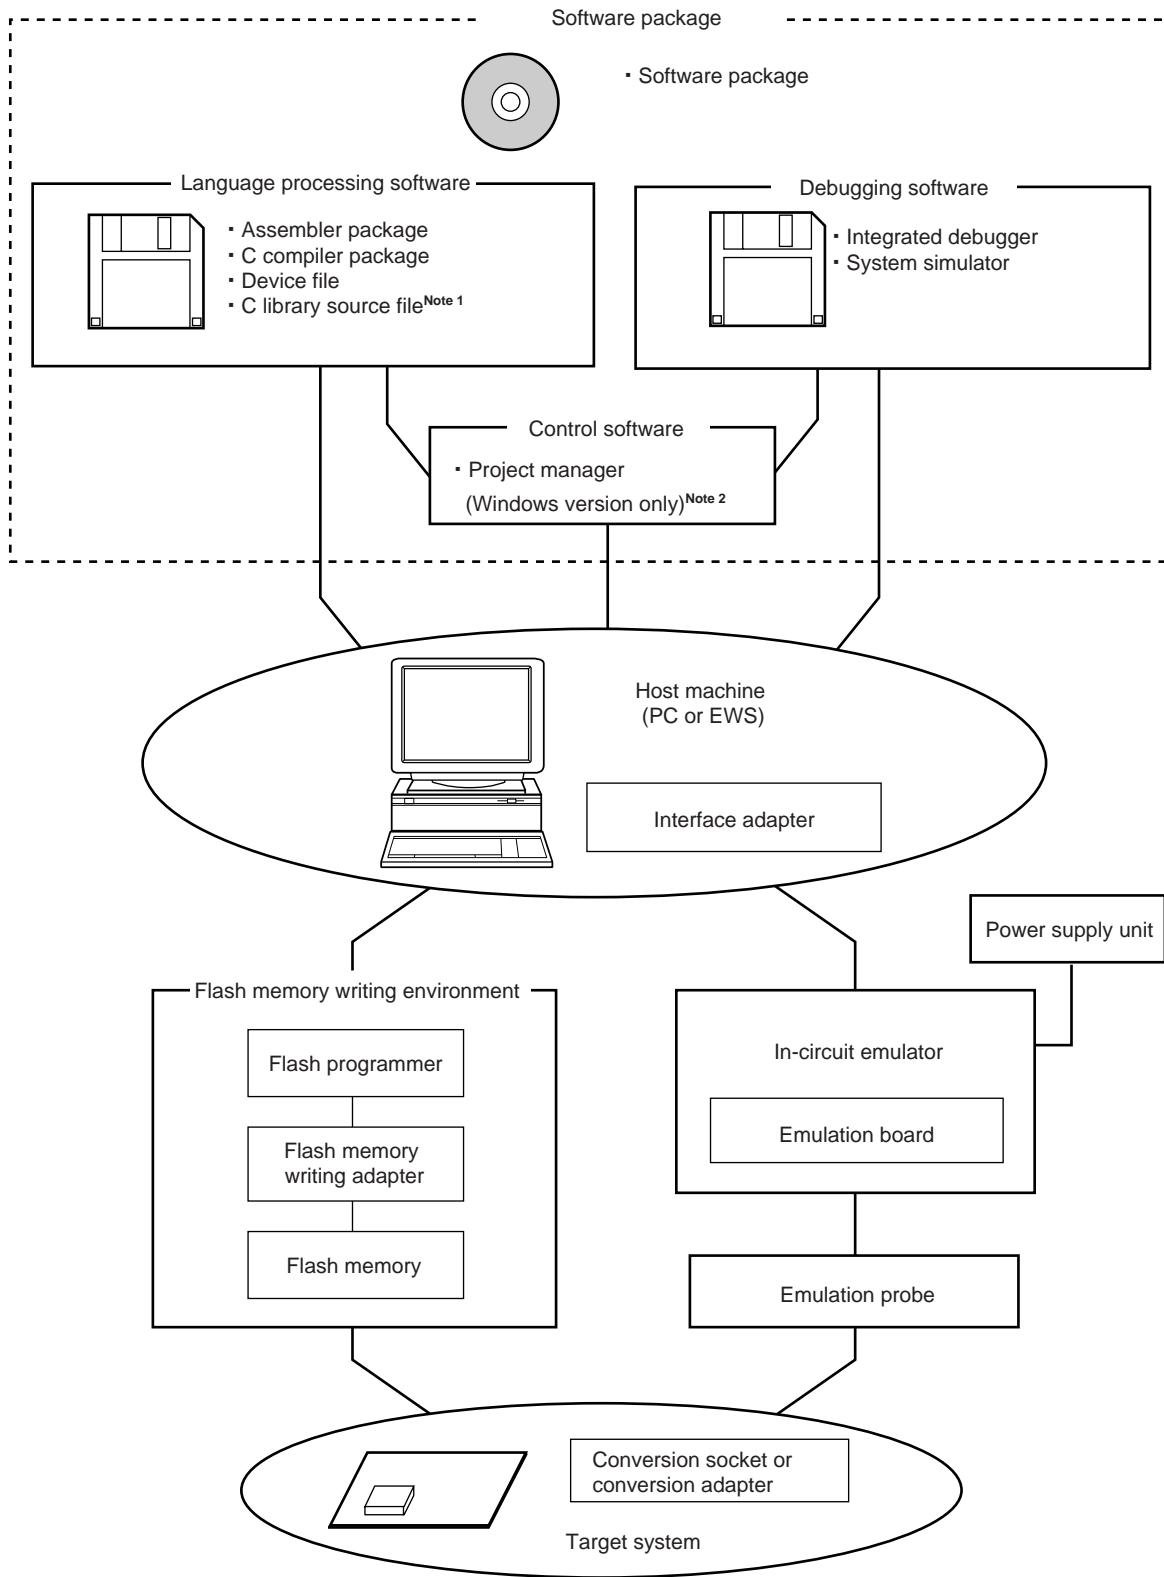 Software package
・Software package
Language processing software
・Assembler package
・C compiler package
・Device file
・C library source fileNote 1
Debugging software
・Integrated debugger
・System simulator
Control software
・Project manager
(Windows version only)Note 2
Host machine
(PC or EWS)
Interface adapter
Power supply unit
Flash memory writing environment
Flash programmer
Flash memory
writing adapter
Flash memory
In-circuit emulator
Emulation board
Emulation probe
Conversion socket or
conversion adapter
Target system